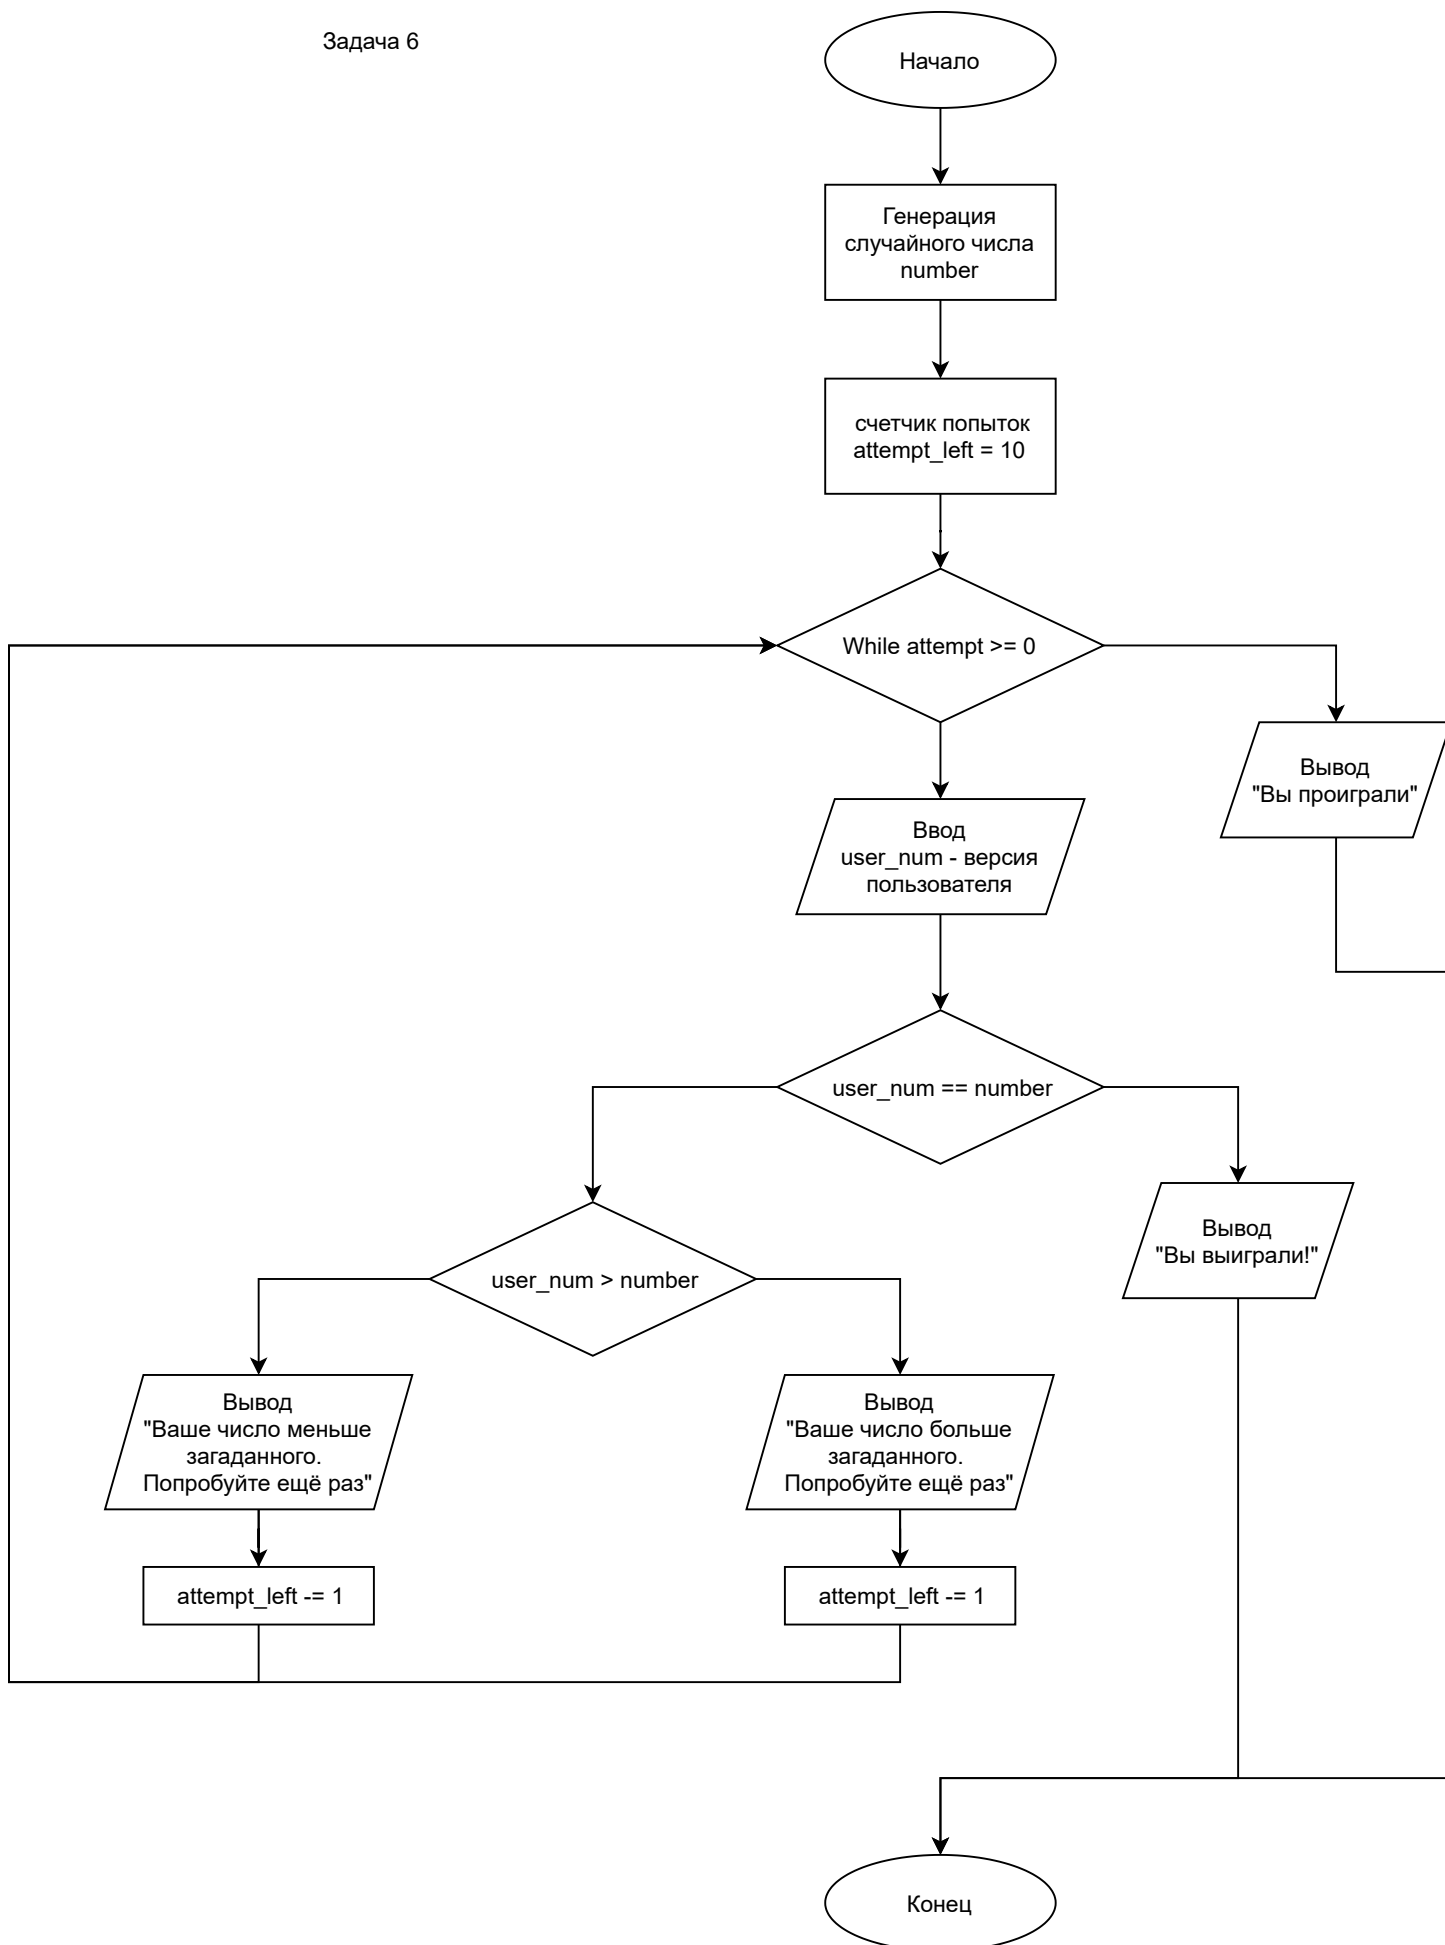 Задача 6
Начало
Генерация
случайного числа
number
счетчик попыток
attempt_left = 10
While attempt >= 0
Вывод
"Вы проиграли"
Ввод
user_num - версия
пользователя
user_num == number
Вывод
"Вы выиграли!"
user_num > number
Вывод
"Ваше число меньше
загаданного.
Попробуйте ещё раз"
Вывод
"Ваше число больше
загаданного.
Попробуйте ещё раз"
attempt_left -= 1
attempt_left -= 1
Конец